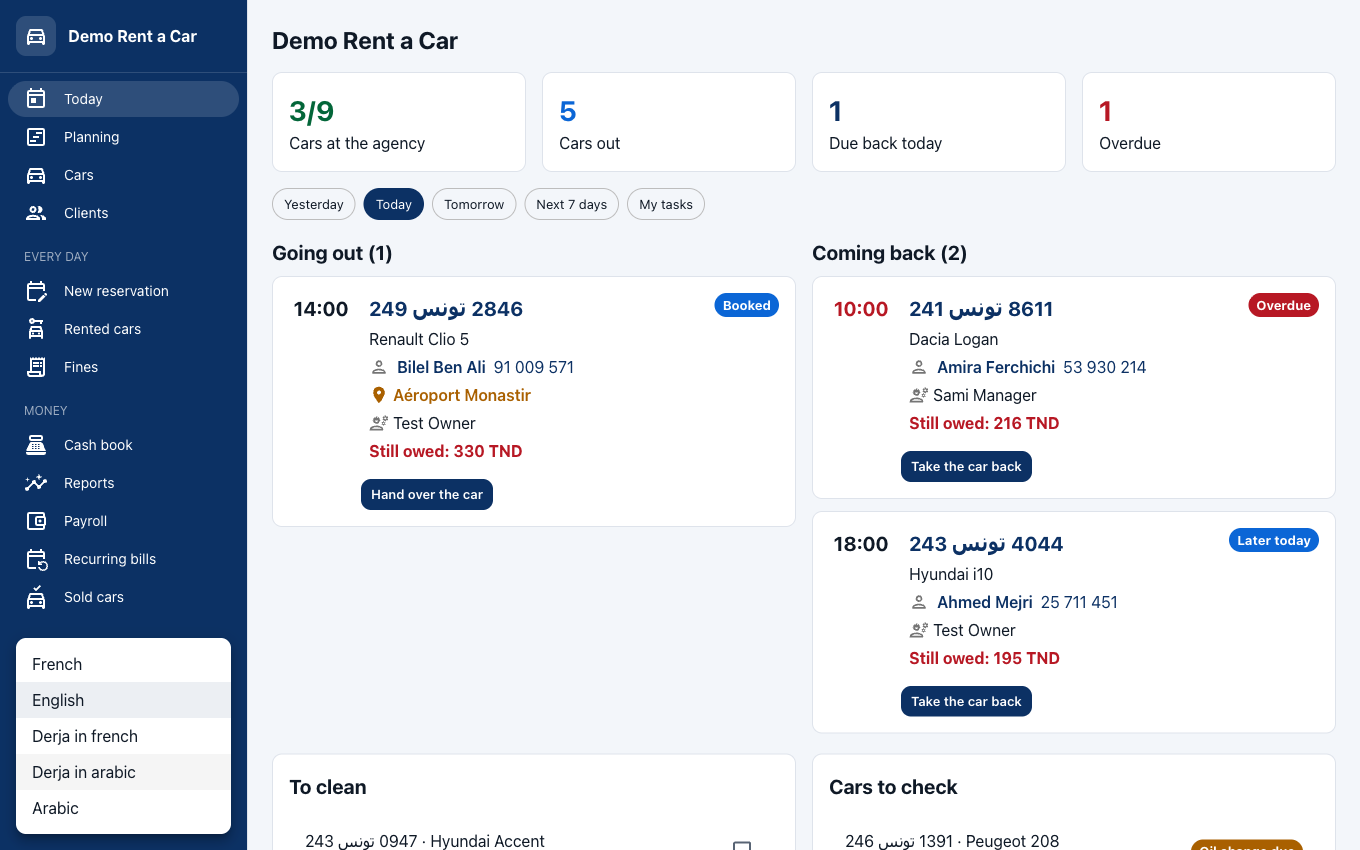 Demo Rent a Car
Today
Planning
Cars
Clients
EVERY DAY
New reservation
Rented cars
Fines
MONEY
Cash book
Reports
Payroll
Recurring bills
Sold cars
French
English
Derja in french
Derja in arabic
Arabic
Demo Rent a Car
3/9
Cars at the agency
5
Cars out
1
Due back today
1
Overdue
Yesterday
Today
Tomorrow
Next 7 days
My tasks
Going out (1)
14:00
249 تونس 2846
Booked
Renault Clio 5
Bilel Ben Ali 91 009 571
Aéroport Monastir
Test Owner
Still owed: 330 TND
Hand over the car
Coming back (2)
10:00
241 تونس 8611
Overdue
Dacia Logan
Amira Ferchichi 53 930 214
Sami Manager
Still owed: 216 TND
Take the car back
18:00
243 تونس 4044
Later today
Hyundai i10
Ahmed Mejri 25 711 451
Test Owner
Still owed: 195 TND
Take the car back
To clean
243 تونس 0947 · Hyundai Accent
Cars to check
246 تونس 1391 · Peugeot 208
Oil change due